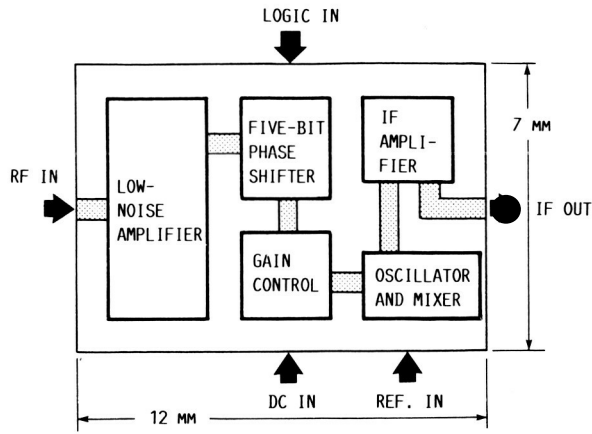 LOGIC IN
7 MM
RF IN
LOW-
NOISE
AMPLIFIER
FIVE-BIT
PHASE
SHIFTER
IF
AMPLI-
FIER
IF OUT
GAIN
CONTROL
OSCILLATOR
AND MIXER
DC IN
REF. IN
12 MM